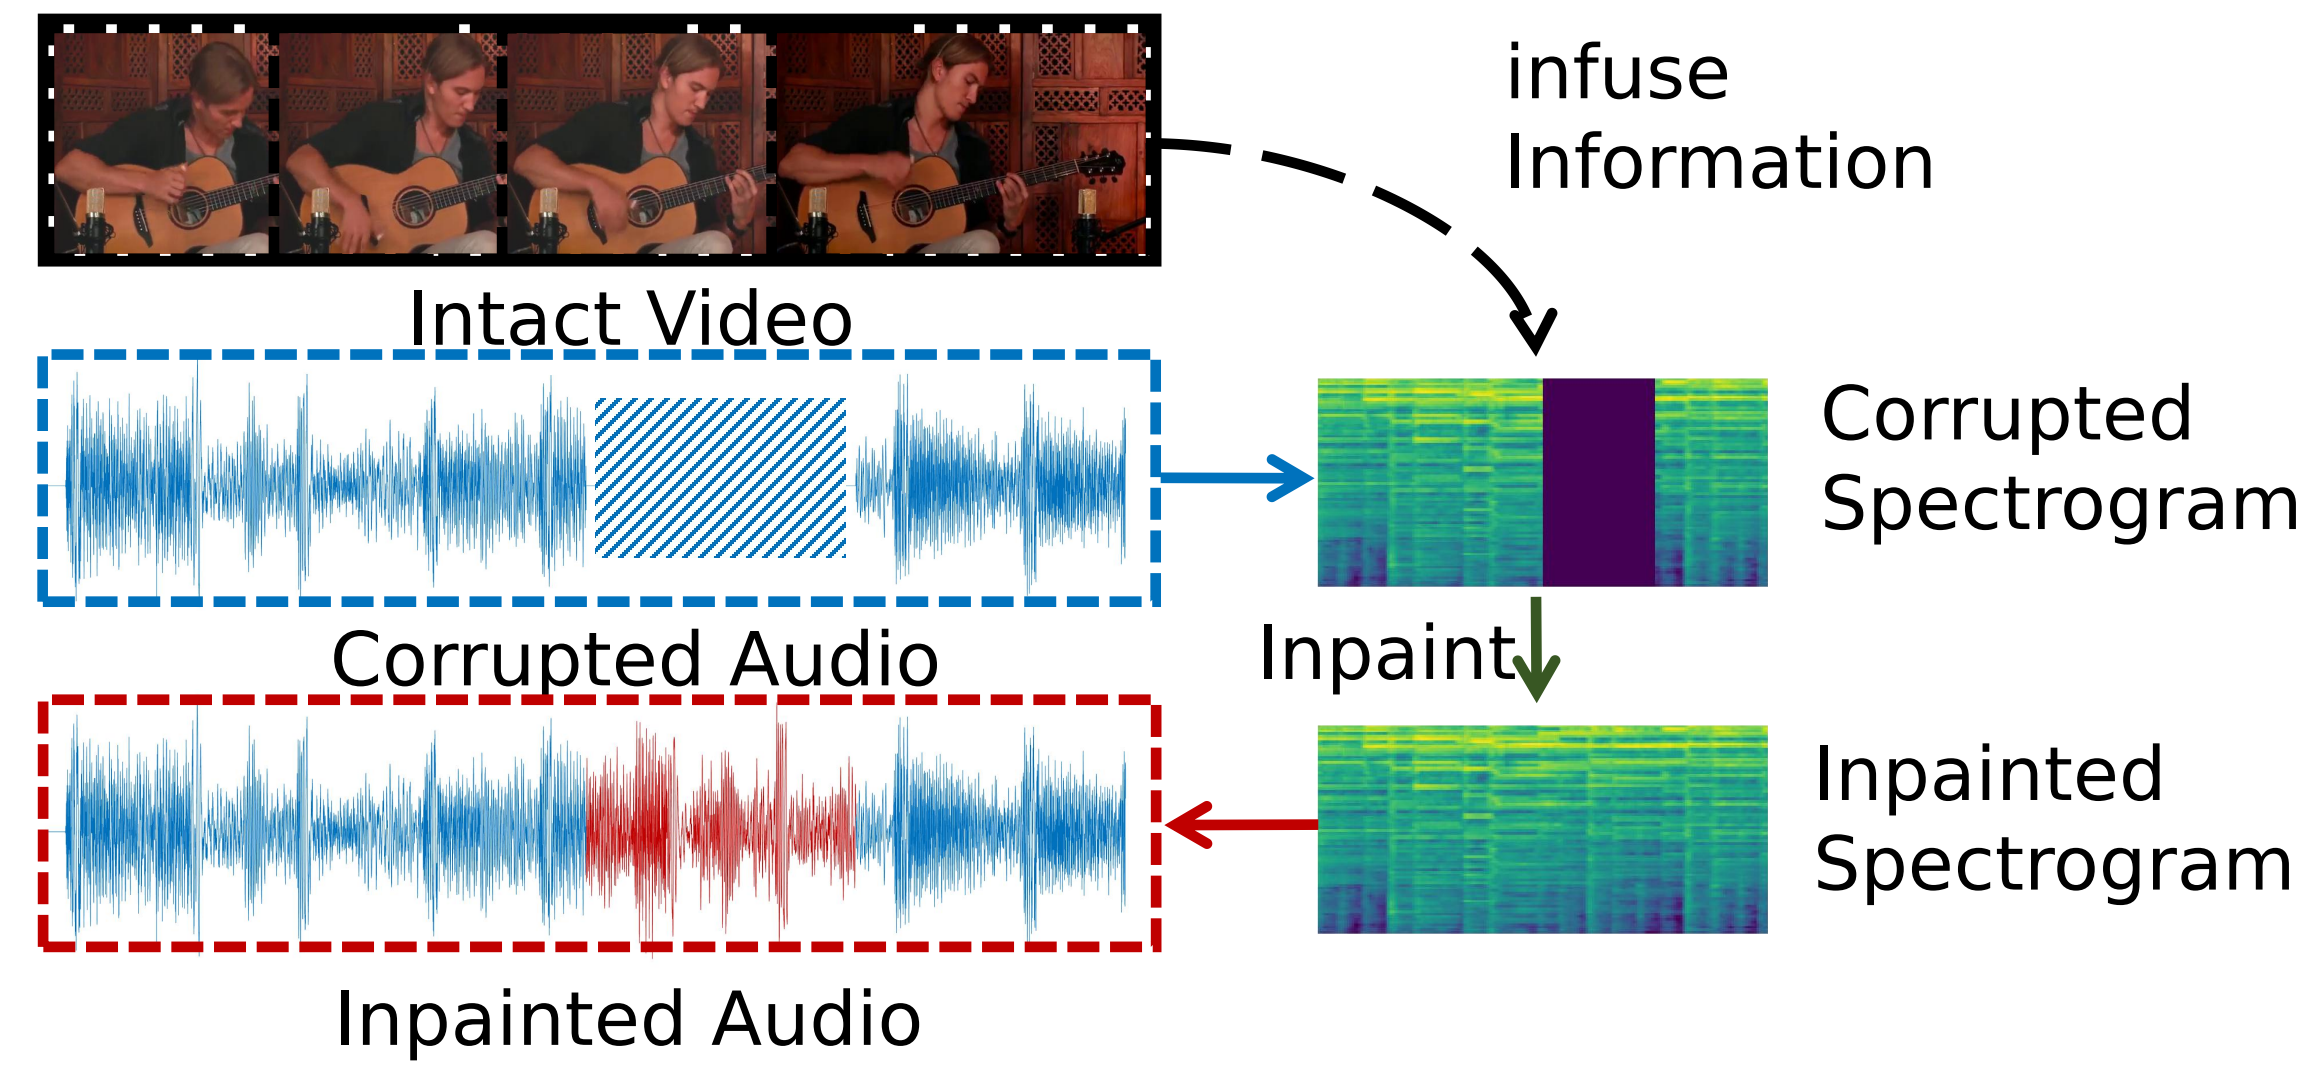 infuse
Information
Intact Video
Corrupted
Spectrogram
Corrupted Audio
Inpaint
Inpainted
Spectrogram
Inpainted Audio